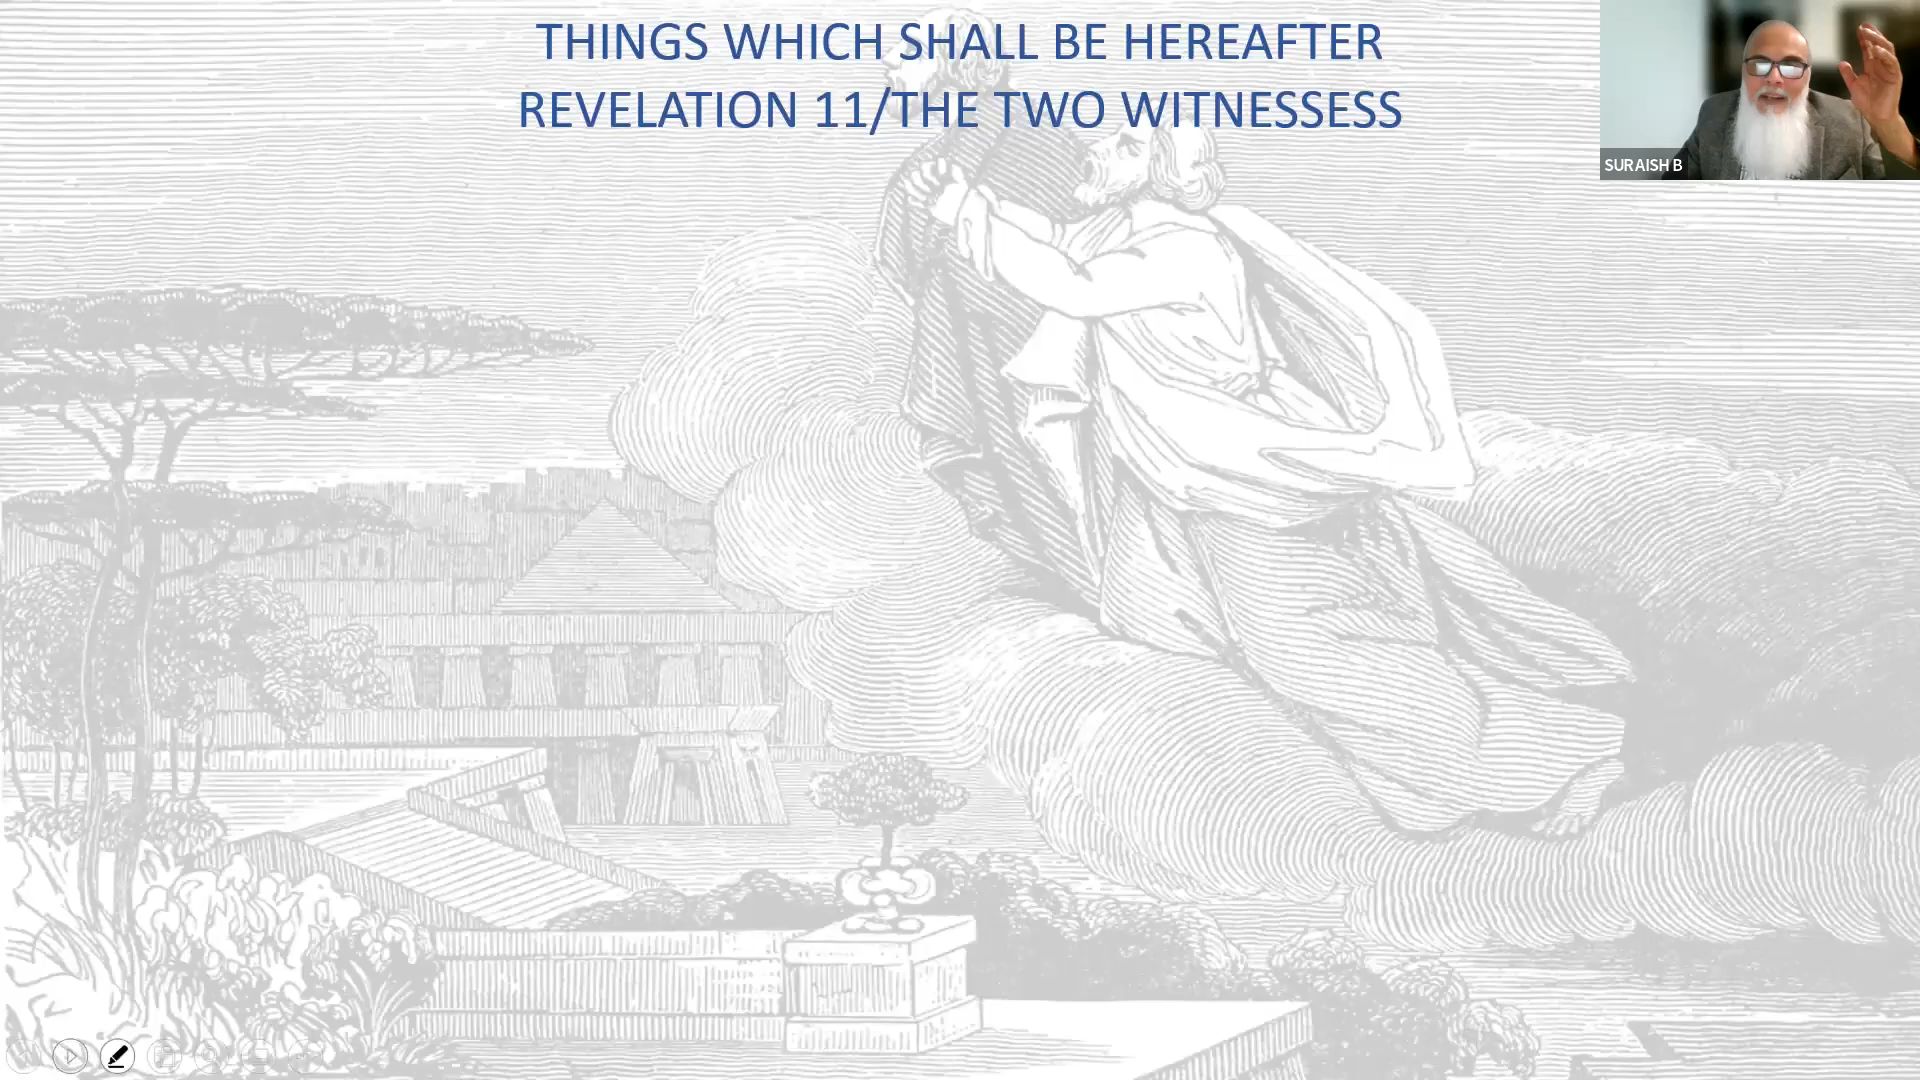 THINGS WHICH SHALL BE HEREAFTER
REVELATION 11/THE TWO WITNESSESS
SURAISH B